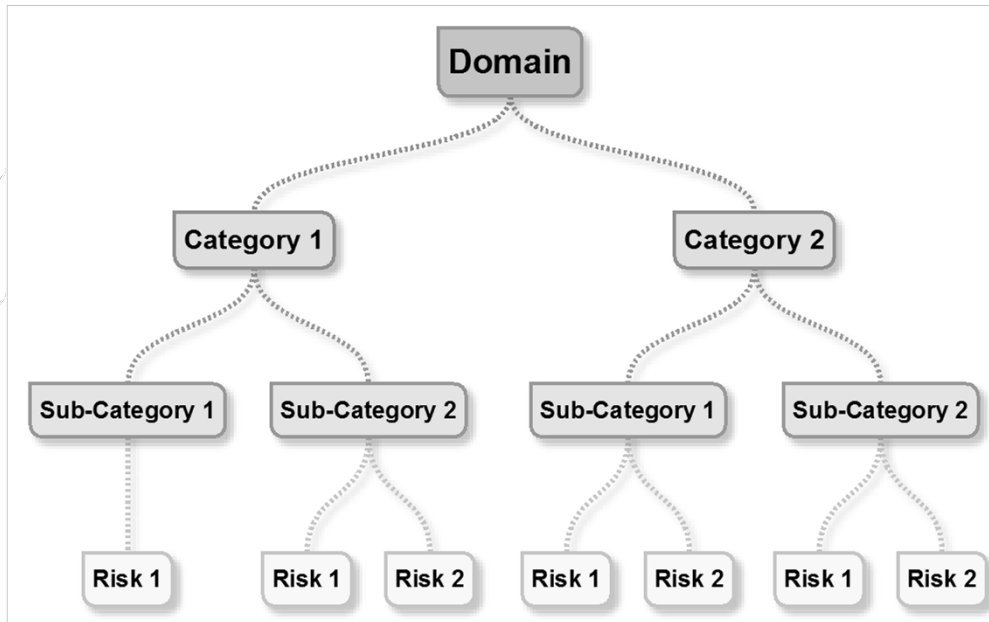 Domain
Category 1
Category 2
Sub-Category 1
Sub-Category 2
Sub-Category 1
Sub-Category 2
Risk 1
Risk 1
Risk 2
Risk 1
Risk 2
Risk 1
Risk 2